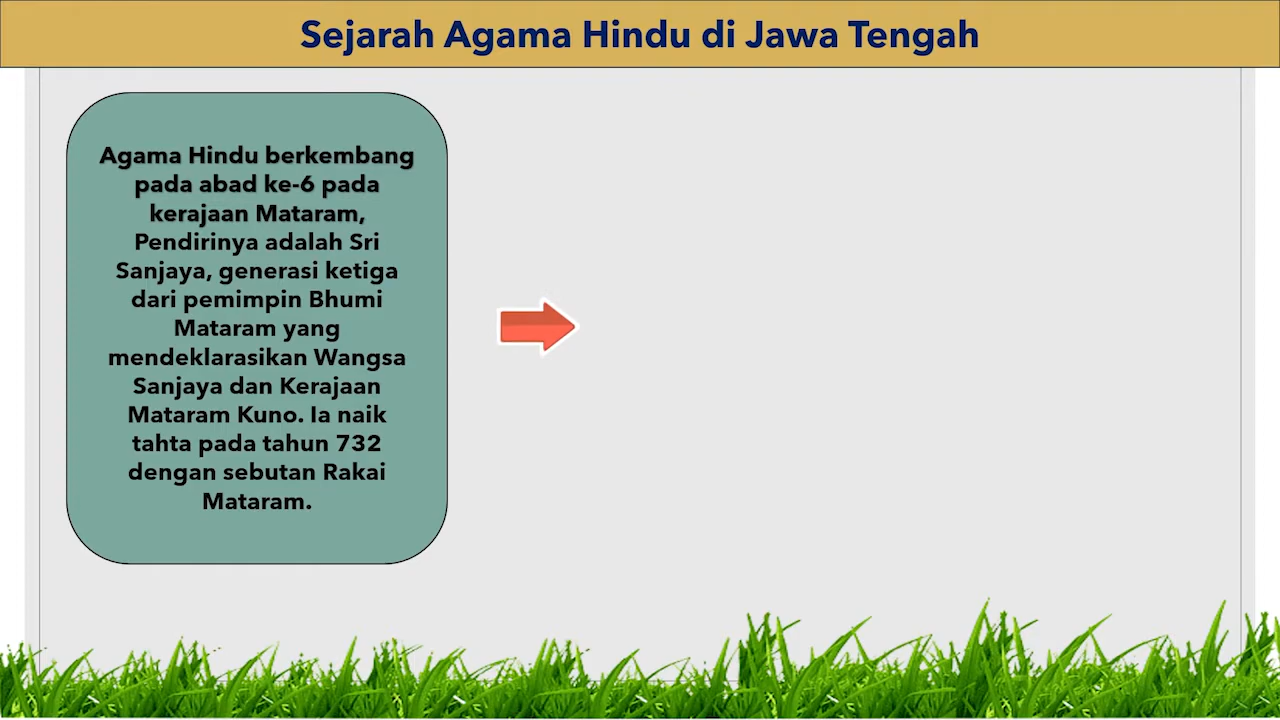 Sejarah Agama Hindu di Jawa Tengah
Agama Hindu berkembang
pada abad ke-6 pada
kerajaan Mataram,
Pendirinya adalah Sri
Sanjaya, generasi ketiga
dari pemimpin Bhumi
Mataram yang
mendeklarasikan Wangsa
Sanjaya dan Kerajaan
Mataram Kuno. Ia naik
tahta pada tahun 732
dengan sebutan Rakai
Mataram.